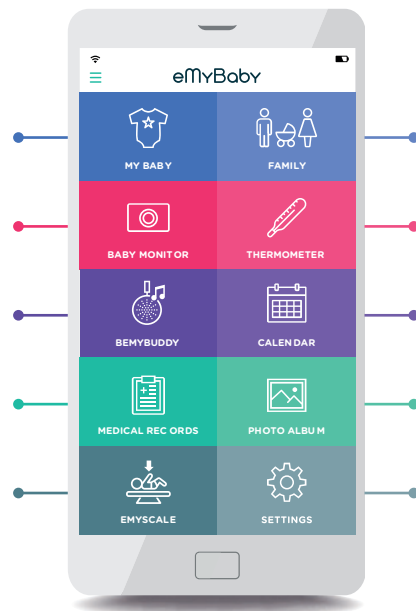 eMyBaby
MY BABY
FAMILY
BABY MONITOR
THERMOMETER
BEMYBUDDY
CALENDAR
MEDICAL RECORDS
PHOTO ALBUM
EMYSCALE
SETTINGS